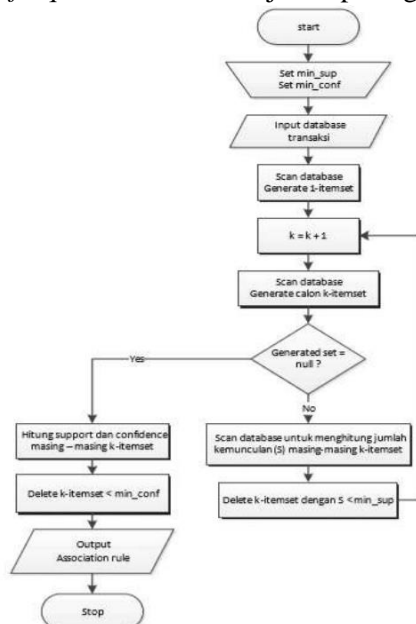 start
Set min_sup
Set min_conf
Input database
transaksi
Scan database
Generate 1-itemset
k = k + 1
Scan database
Generate calon k-itemset
Generated set =
null ?
Yes
No
Hitung support dan confidence
masing – masing k-itemset
Scan database untuk menghitung jumlah
kemunculan (S) masing-masing k-itemset
Delete k-itemset < min_conf
Delete k-itemset dengan S < min_sup
Output
Association rule
Stop